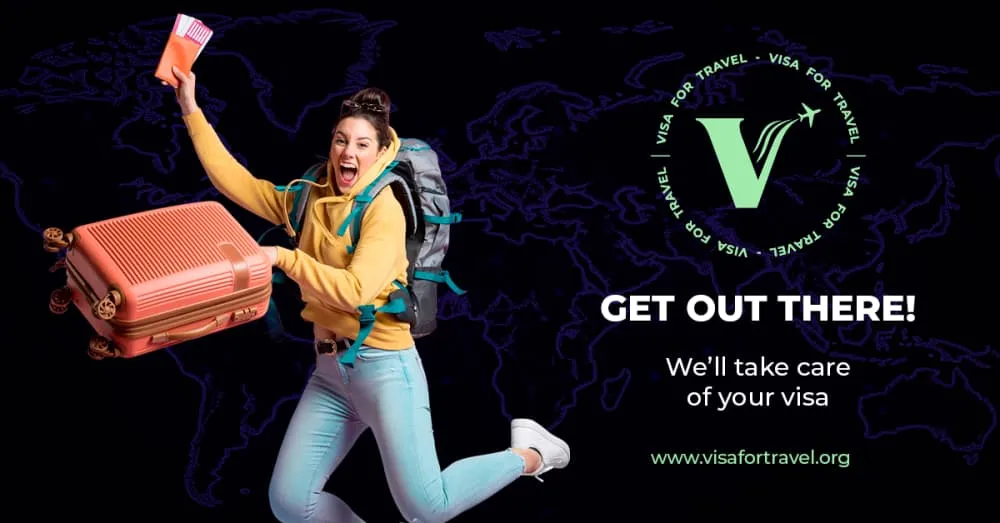 VISA FOR TRAVEL - VISA FOR TRAVEL | VISA FOR TRAVEL - VISA FOR TRAVEL |
V
GET OUT THERE!
We’ll take care
of your visa
www.visafortravel.org